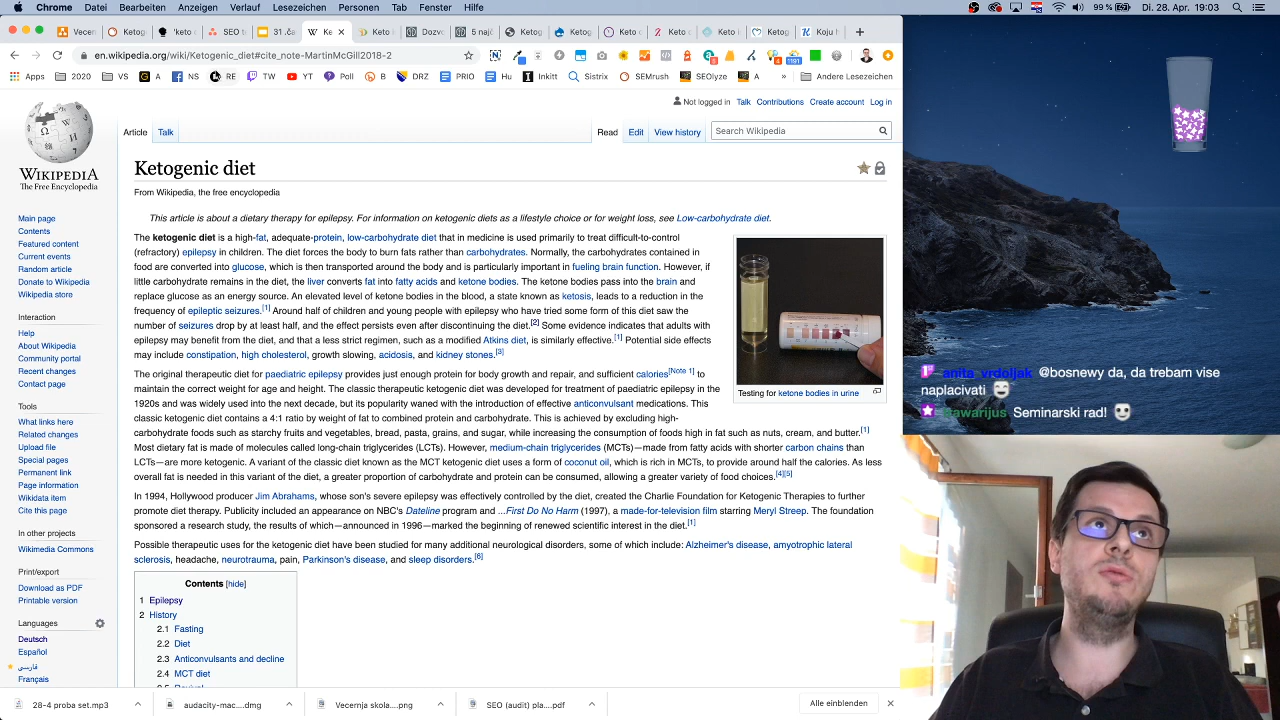 Chrome Datei Bearbeiten Anzeigen Verlauf Lesezeichen Personen Tab Fenster Hilfe 99 % Di. 28. Apr. 19:03
Vecern Ketog 'keto SEO t 31 .ča Ke Keto Dozvo 5 najč Ketog Ketog Keto Keto Keto Ketog Koju h
en.wikipedia.org/wiki/Ketogenic_diet#cite_note-MartinMcGill2018-2
Apps 2020 VS A NS RE TW YT Poll B DRZ PRIO Hu Inkitt Sistrix SEMrush SEOlyze A » Andere Lesezeichen
Not logged in Talk Contributions Create account Log in
Article Talk Read Edit View history Search Wikipedia
WIKIPEDIA
The Free Encyclopedia
Main page
Contents
Featured content
Current events
Random article
Donate to Wikipedia
Wikipedia store
Interaction
Help
About Wikipedia
Community portal
Recent changes
Contact page
Tools
What links here
Related changes
Upload file
Special pages
Permanent link
Page information
Wikidata item
Cite this page
In other projects
Wikimedia Commons
Print/export
Download as PDF
Printable version
Languages
Deutsch
Español
فارسی
Français
Ketogenic diet
From Wikipedia, the free encyclopedia
This article is about a dietary therapy for epilepsy. For information on ketogenic diets as a lifestyle choice or for weight loss, see Low-carbohydrate diet.
The ketogenic diet is a high-fat, adequate-protein, low-carbohydrate diet that in medicine is used primarily to treat difficult-to-control
(refractory) epilepsy in children. The diet forces the body to burn fats rather than carbohydrates. Normally, the carbohydrates contained in
food are converted into glucose, which is then transported around the body and is particularly important in fueling brain function. However, if
little carbohydrate remains in the diet, the liver converts fat into fatty acids and ketone bodies. The ketone bodies pass into the brain and
replace glucose as an energy source. An elevated level of ketone bodies in the blood, a state known as ketosis, leads to a reduction in the
frequency of epileptic seizures.[1] Around half of children and young people with epilepsy who have tried some form of this diet saw the
number of seizures drop by at least half, and the effect persists even after discontinuing the diet.[2] Some evidence indicates that adults with
epilepsy may benefit from the diet, and that a less strict regimen, such as a modified Atkins diet, is similarly effective.[1] Potential side effects
may include constipation, high cholesterol, growth slowing, acidosis, and kidney stones.[3]
Testing for ketone bodies in urine
The original therapeutic diet for paediatric epilepsy provides just enough protein for body growth and repair, and sufficient calories[Note 1] to
maintain the correct weight for age and height. The classic therapeutic ketogenic diet was developed for treatment of paediatric epilepsy in the
1920s and was widely used into the next decade, but its popularity waned with the introduction of effective anticonvulsant medications. This
classic ketogenic diet contains a 4:1 ratio by weight of fat to combined protein and carbohydrate. This is achieved by excluding high-
carbohydrate foods such as starchy fruits and vegetables, bread, pasta, grains, and sugar, while increasing the consumption of foods high in fat such as nuts, cream, and butter.[1]
Most dietary fat is made of molecules called long-chain triglycerides (LCTs). However, medium-chain triglycerides (MCTs)—made from fatty acids with shorter carbon chains than
LCTs—are more ketogenic. A variant of the classic diet known as the MCT ketogenic diet uses a form of coconut oil, which is rich in MCTs, to provide around half the calories. As less
overall fat is needed in this variant of the diet, a greater proportion of carbohydrate and protein can be consumed, allowing a greater variety of food choices.[4][5]
In 1994, Hollywood producer Jim Abrahams, whose son's severe epilepsy was effectively controlled by the diet, created the Charlie Foundation for Ketogenic Therapies to further
promote diet therapy. Publicity included an appearance on NBC's Dateline program and ...First Do No Harm (1997), a made-for-television film starring Meryl Streep. The foundation
sponsored a research study, the results of which—announced in 1996—marked the beginning of renewed scientific interest in the diet.[1]
Possible therapeutic uses for the ketogenic diet have been studied for many additional neurological disorders, some of which include: Alzheimer's disease, amyotrophic lateral
sclerosis, headache, neurotrauma, pain, Parkinson's disease, and sleep disorders.[6]
Contents [hide]
1 Epilepsy
2 History
2.1 Fasting
2.2 Diet
2.3 Anticonvulsants and decline
2.4 MCT diet
28-4 proba set.mp3 audacity-mac....dmg Vecernja skola....png SEO (audit) pla....pdf Alle einblenden
anita_vrdoljak @bosnewy da, da trebam vise
naplacivati
Seminarski rad!